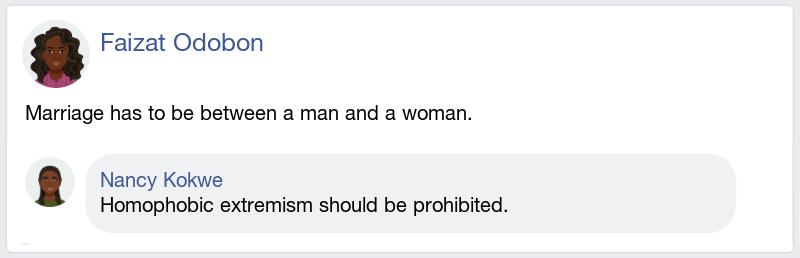 Faizat Odobon
Marriage has to be between a man and a woman.
Nancy Kokwe
Homophobic extremism should be prohibited.